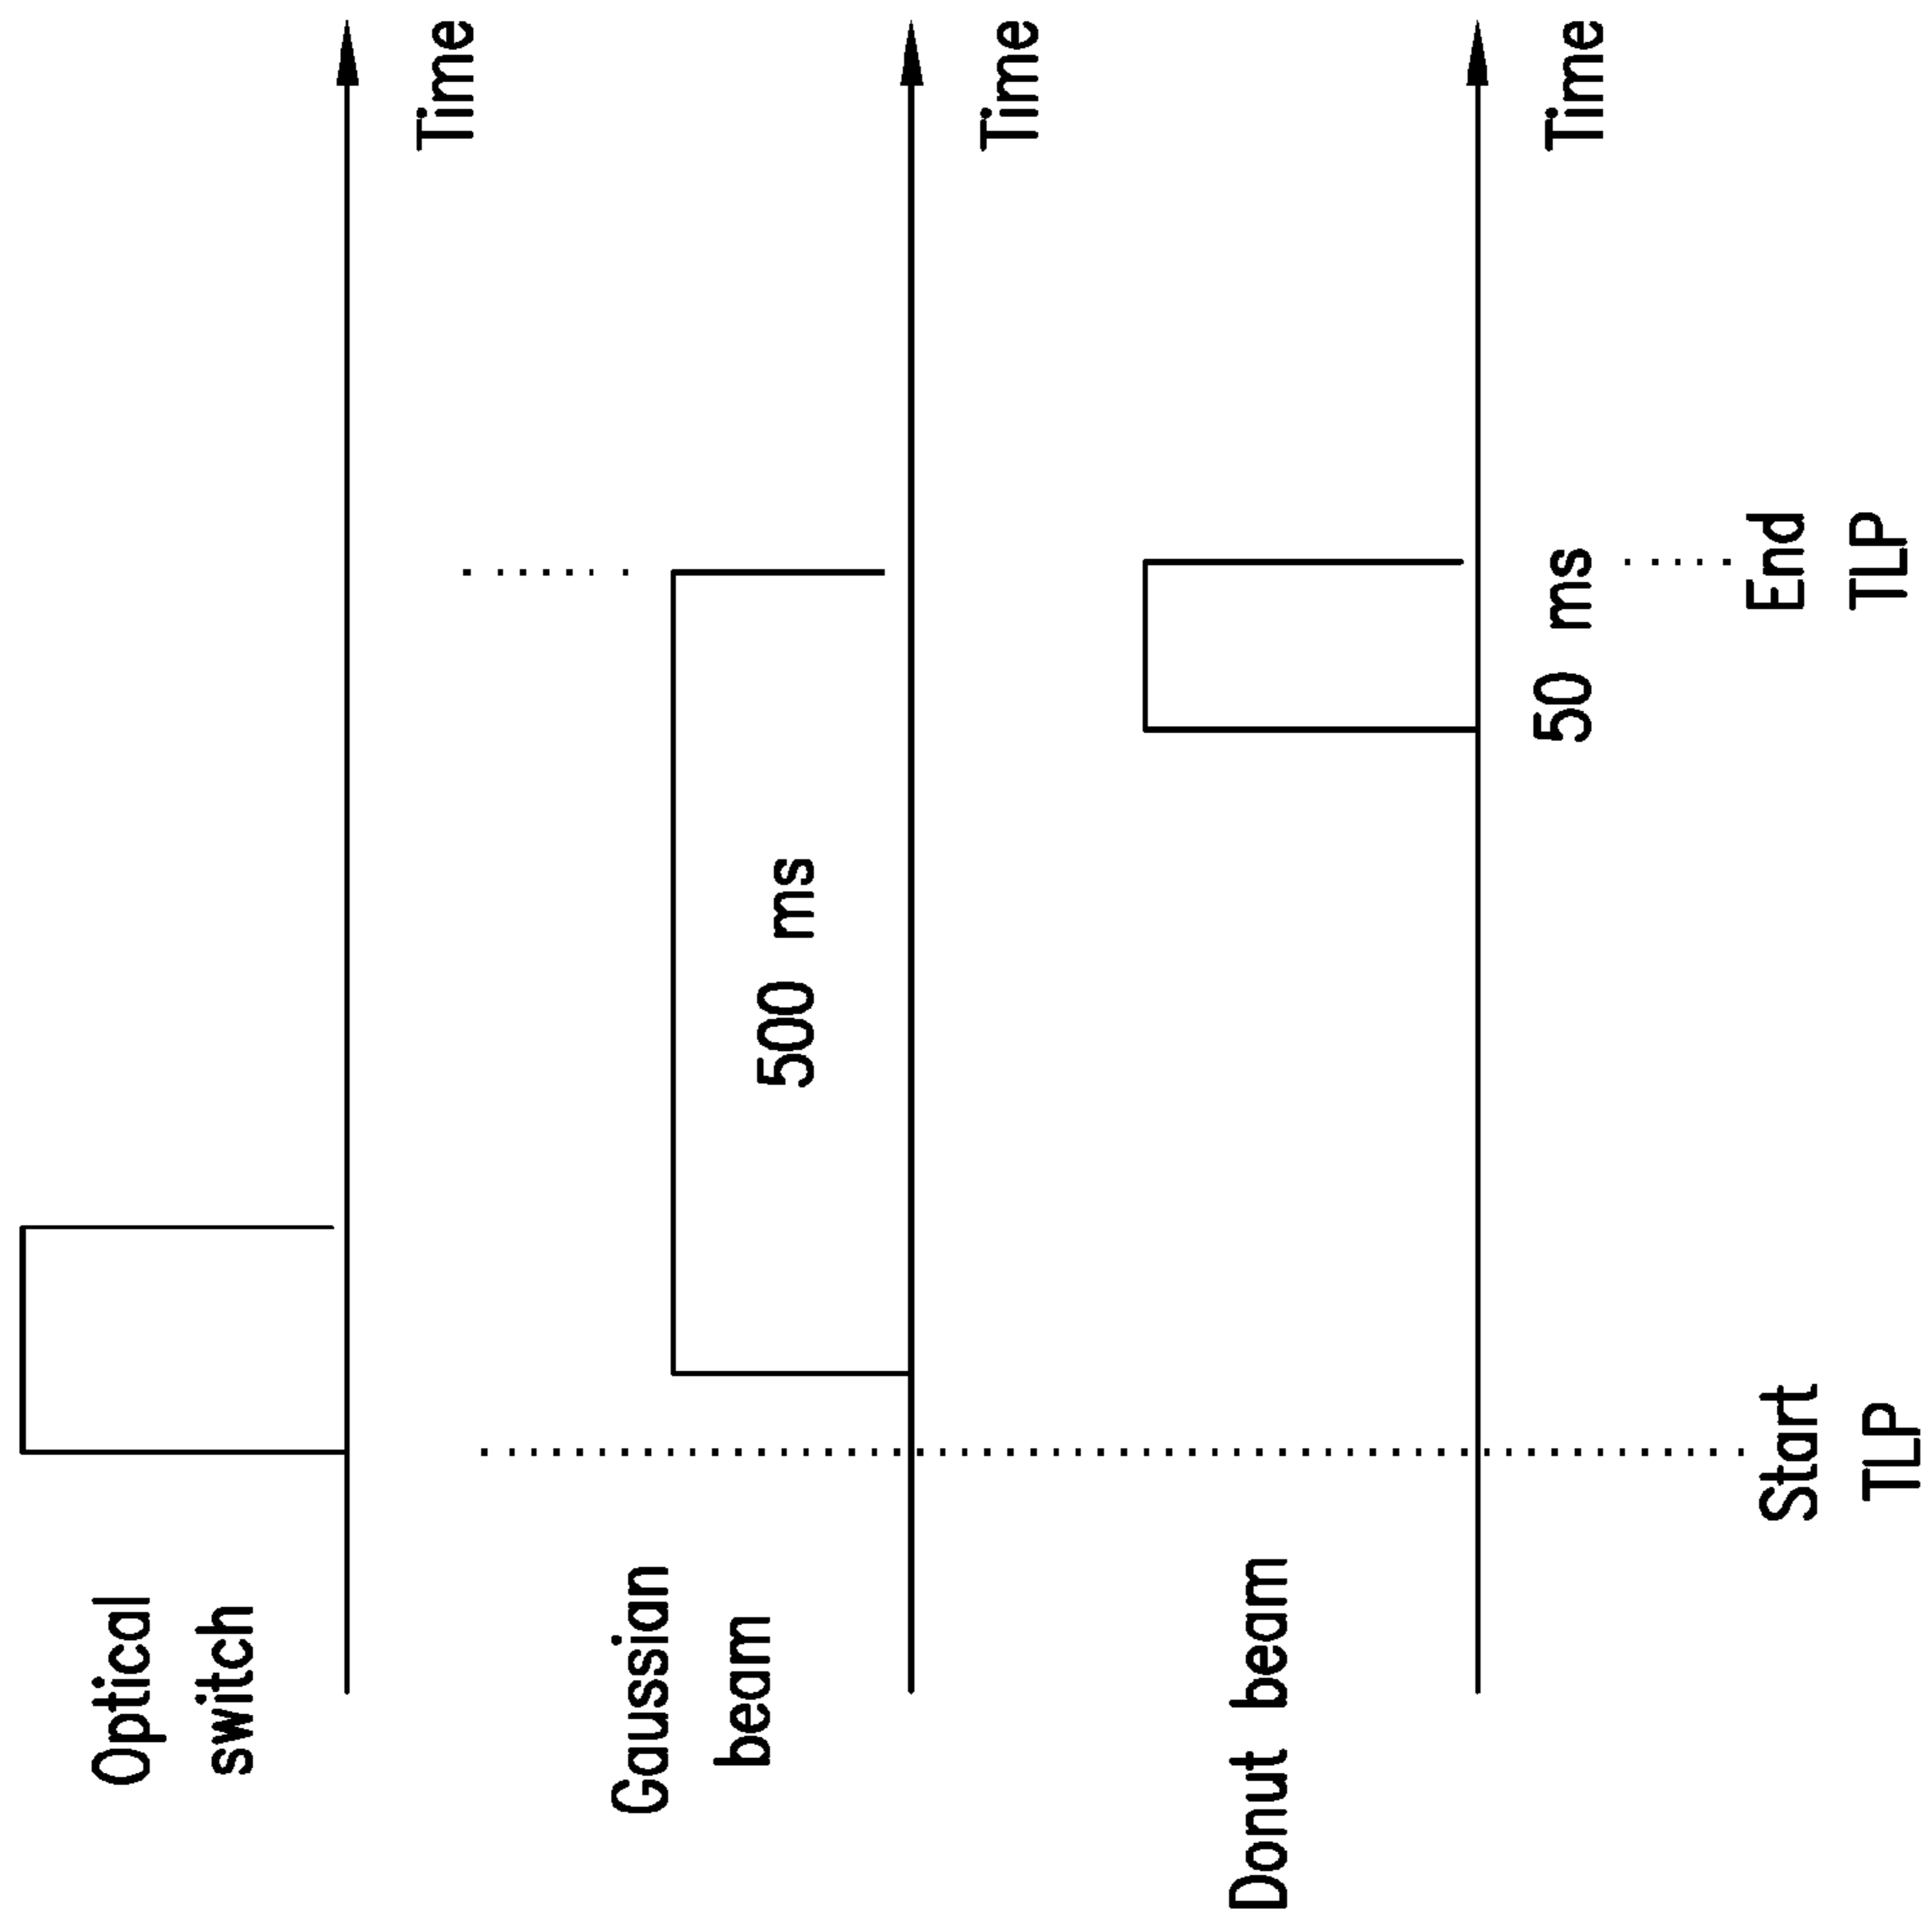 Optical
switch
Time
Gaussian
beam
500 ms
Time
Donut beam
Time
50 ms
Start
TLP
End
TLP